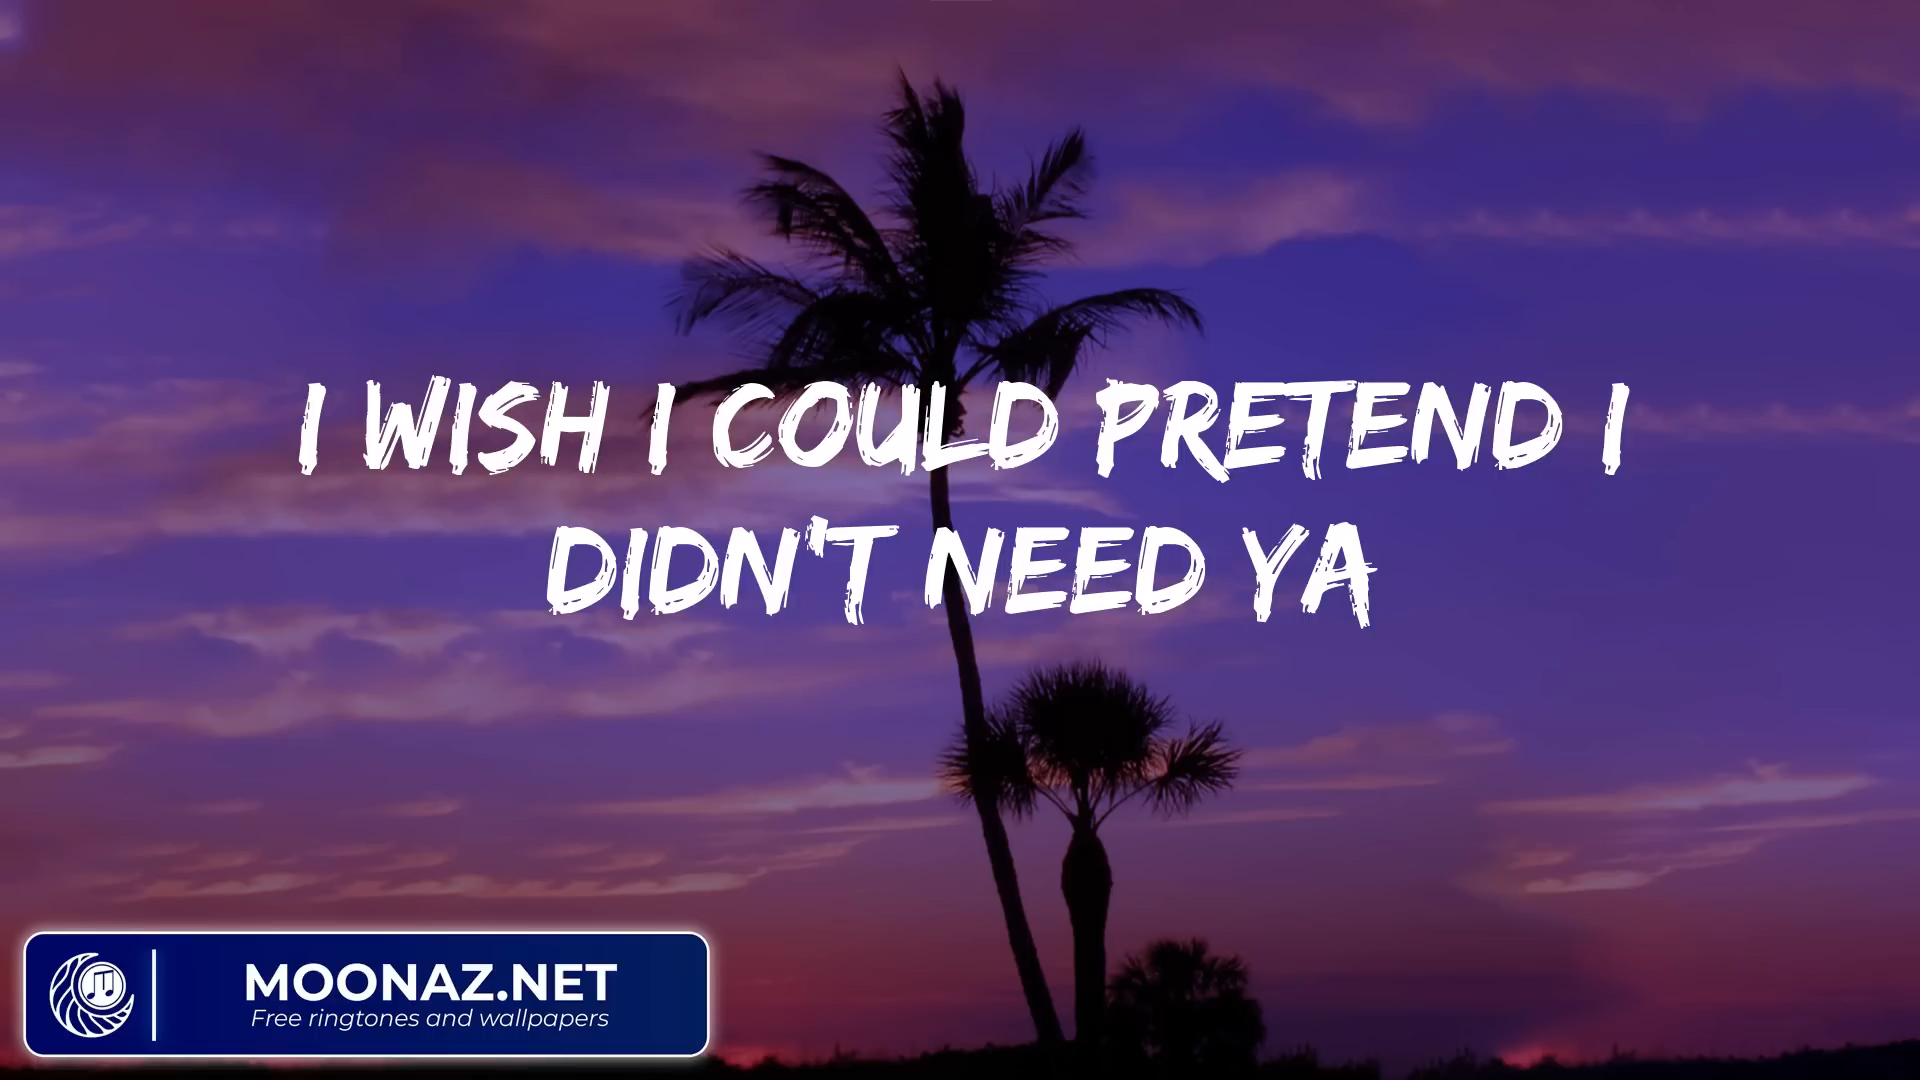 I WISH I COULD PRETEND I
DIDN'T NEED YA
MOONAZ.NET
Free ringtones and wallpapers